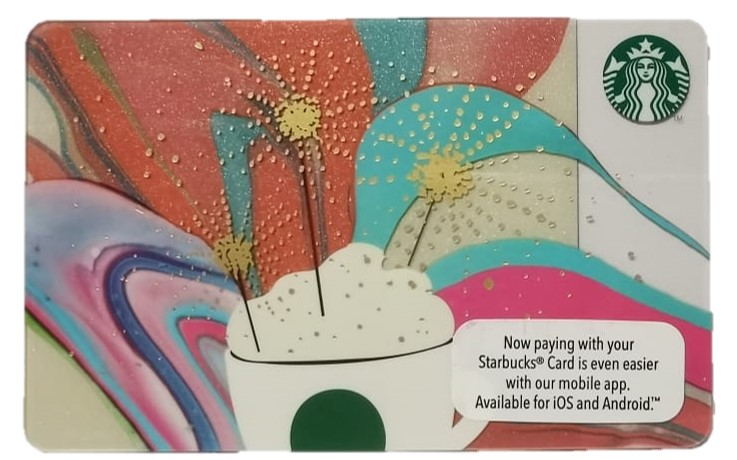 TM
Now paying with your
Starbucks® Card is even easier
with our mobile app.
Available for iOS and Android.™